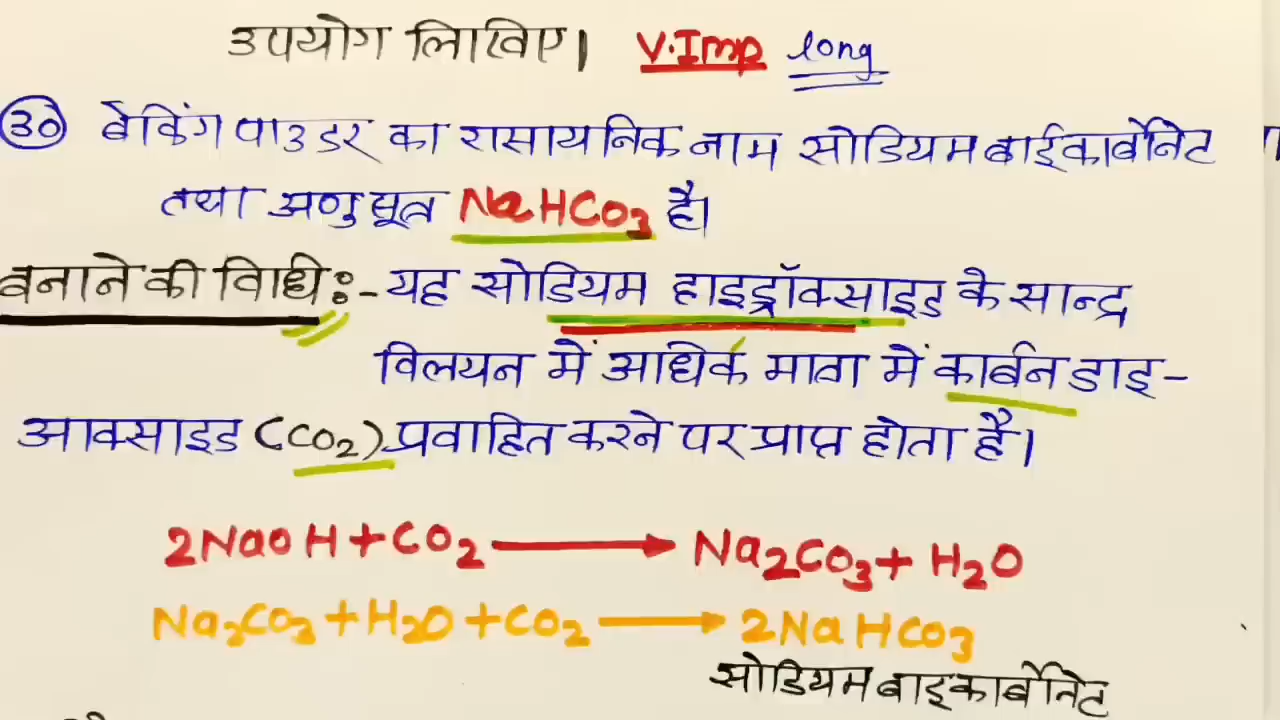 उपयोग लिखिए। V.Imp long
(30) बेकिंग पाउडर का रासायनिक नाम सोडियम बाईकार्बोनेट
तथा अणुसूत्र NaHCO3 है।
बनाने की विधि:- यह सोडियम हाइड्रॉक्साइड के सान्द्र
विलयन में अधिक मात्रा में कार्बन डाइ-
आक्साइड (CO2) प्रवाहित करने पर प्राप्त होता है।
2NaOH + CO2 → Na2CO3 + H2O
Na2CO3 + H2O + CO2 → 2NaHCO3
सोडियम बाइकार्बोनेट